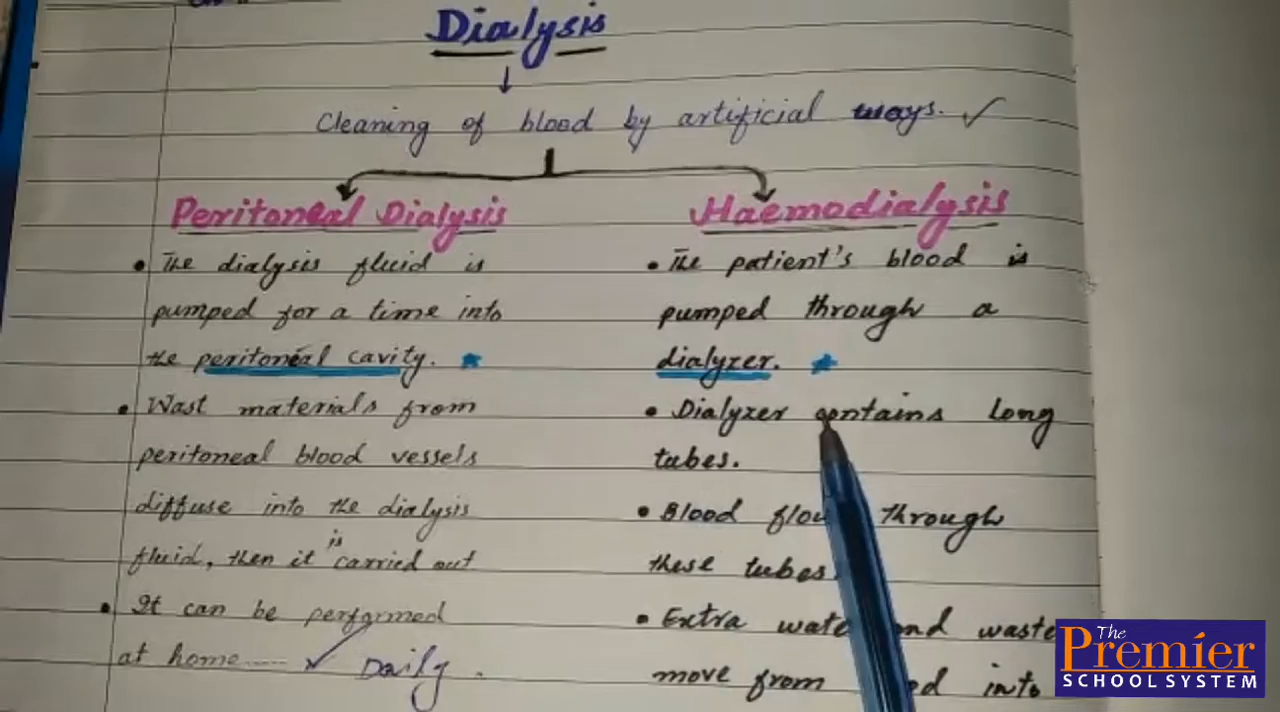 Dialysis
Cleaning of blood by artificial ways.
Peritoneal Dialysis
• The dialysis fluid is
pumped for a time into
the peritoneal cavity.
• Wast materials from
peritoneal blood vessels
diffuse into the dialysis
fluid, then it is carried out
• It can be performed
at home..... Daily.
Haemodialysis
• The patient's blood is
pumped through a
dialyzer.
• Dialyzer contains long
tubes.
• Blood through
these tubes.
• Extra waste
move from into
The
Premier
SCHOOL SYSTEM